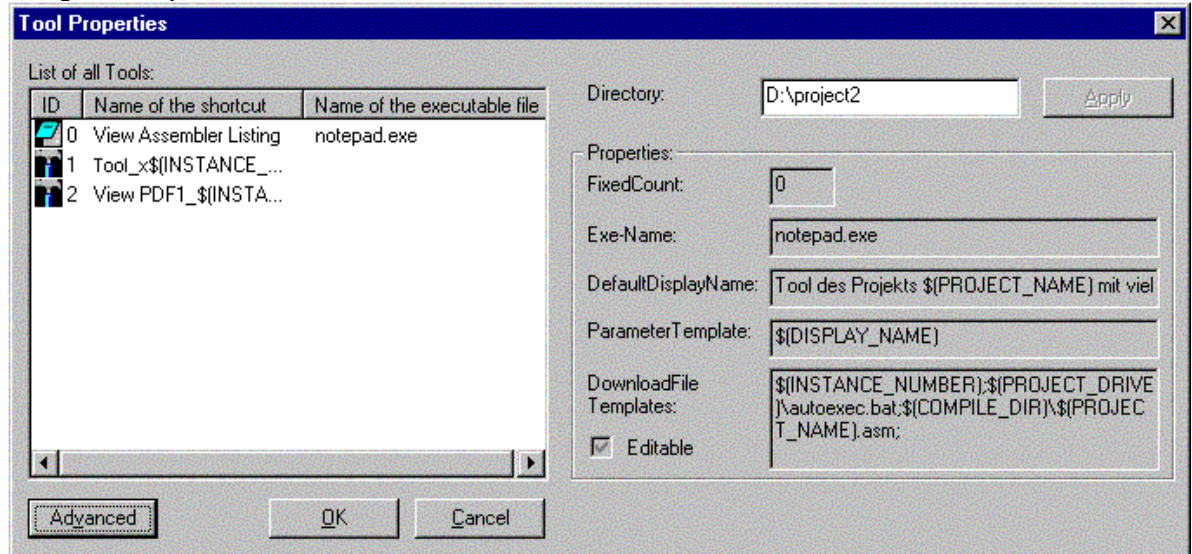 Tool Properties
List of all Tools:
ID Name of the shortcut Name of the executable file
0 View Assembler Listing notepad.exe
1 Tool_x$(INSTANCE_...
2 View PDF1_$(INSTA...
Directory: D:\project2 Apply
Properties:
FixedCount: 0
Exe-Name: notepad.exe
DefaultDisplayName: Tool des Projekts $(PROJECT_NAME) mit viel
ParameterTemplate: $(DISPLAY_NAME)
DownloadFile
Templates:
$(INSTANCE_NUMBER);$(PROJECT_DRIVE
)\autoexec.bat;$(COMPILE_DIR)\$(PROJEC
T_NAME).asm;
Editable
Advanced OK Cancel